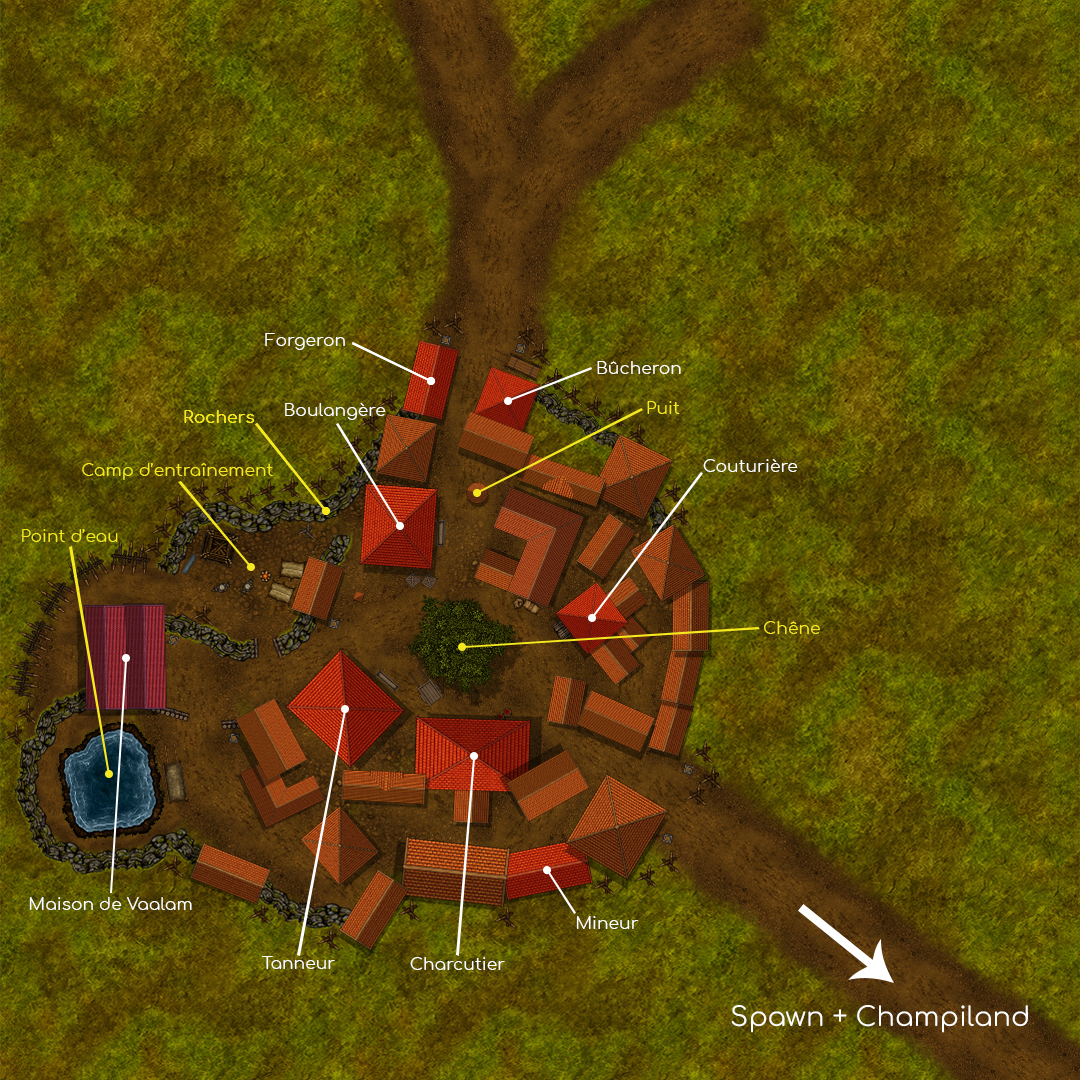 Forgeron
Bûcheron
Boulangère
Puit
Rochers
Couturière
Camp d'entraînement
Point d'eau
Chêne
Maison de Vaalam
Mineur
Tanneur
Charcutier
Spawn + Champiland